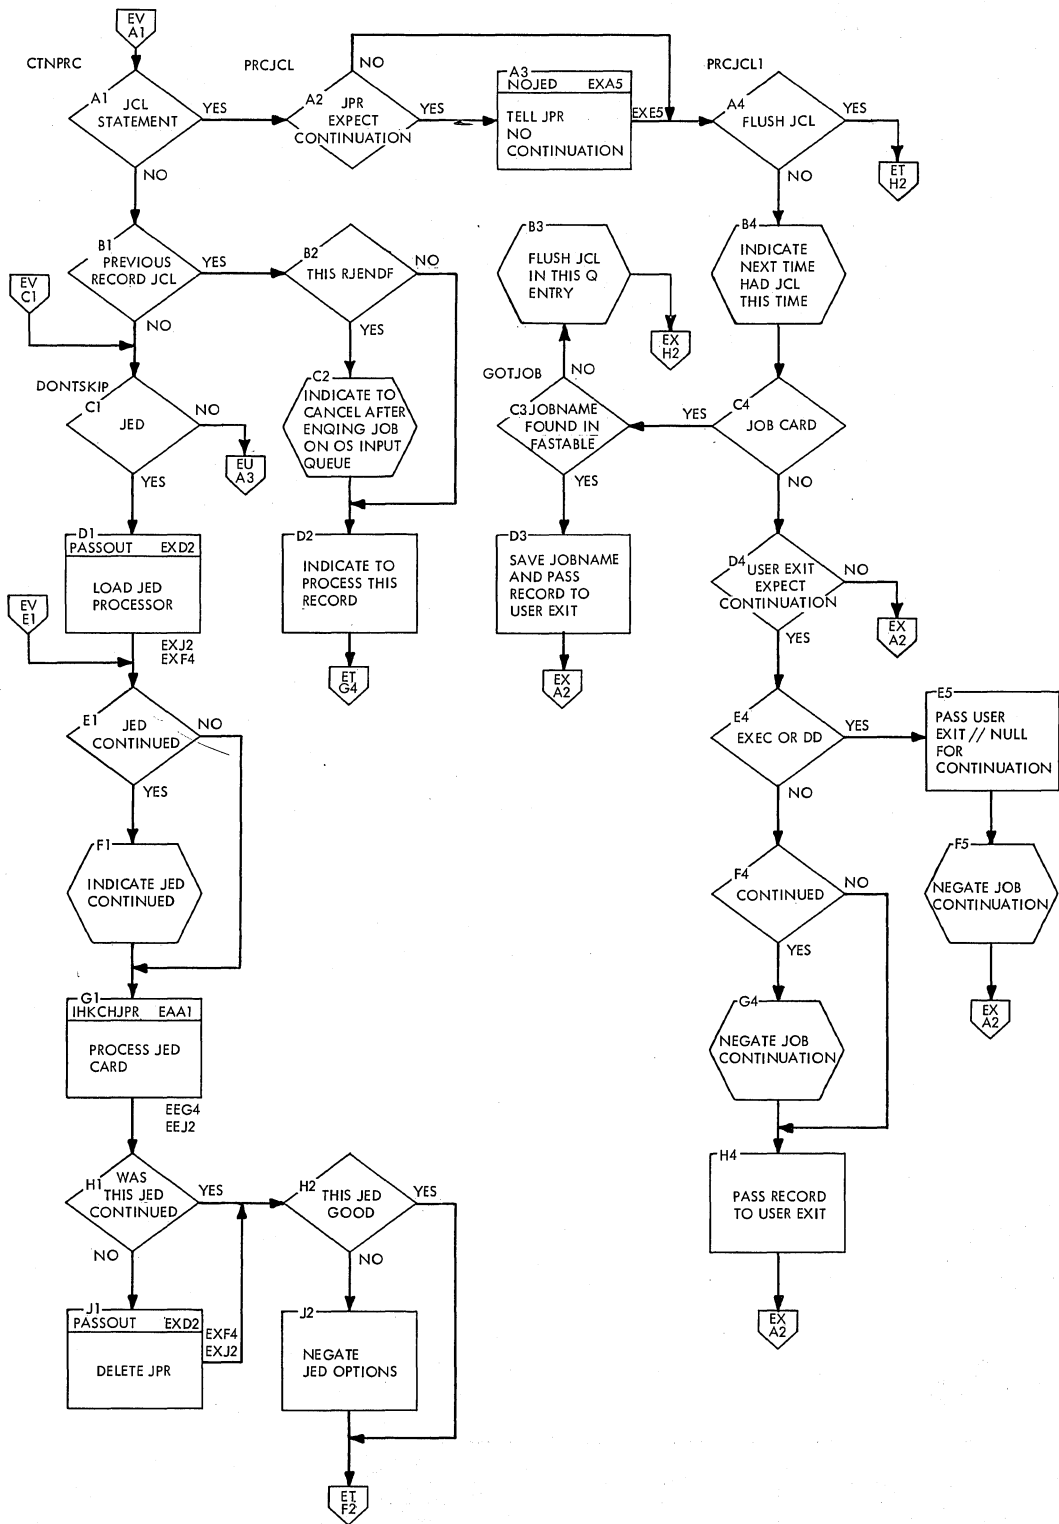 EV
A1
CTNPRC
PRCJCL
NO
PRCJCL1
A1
JCL
STATEMENT
YES
A2
JPR
EXPECT
CONTINUATION
YES
A3
NOJED EXA5
TELL JPR
NO
CONTINUATION
EXE5
A4
FLUSH JCL
YES
ET
H2
NO
NO
B1
PREVIOUS
RECORD JCL
YES
B2
THIS RJENDF
NO
B3
FLUSH JCL
IN THIS Q
ENTRY
B4
INDICATE
NEXT TIME
HAD JCL
THIS TIME
EV
C1
NO
YES
EX
H2
DONTSKIP
C1
JED
NO
EU
A3
YES
C2
INDICATE TO
CANCEL AFTER
ENQING JOB
ON OS INPUT
QUEUE
GOTJOB
NO
C3
JOBNAME
FOUND IN
FASTABLE
YES
YES
C4
JOB CARD
NO
D1
PASSOUT EXD2
LOAD JED
PROCESSOR
D2
INDICATE TO
PROCESS THIS
RECORD
D3
SAVE JOBNAME
AND PASS
RECORD TO
USER EXIT
D4
USER EXIT
EXPECT
CONTINUATION
NO
EX
A2
YES
EV
E1
EXJ2
EXF4
ET
G4
EX
A2
E1
JED
CONTINUED
NO
YES
E4
EXEC OR DD
YES
NO
E5
PASS USER
EXIT // NULL
FOR
CONTINUATION
F1
INDICATE JED
CONTINUED
F4
CONTINUED
NO
YES
F5
NEGATE JOB
CONTINUATION
EX
A2
G1
IHKCHJPR EAA1
PROCESS JED
CARD
G4
NEGATE JOB
CONTINUATION
EEG4
EEJ2
H1
WAS
THIS JED
CONTINUED
YES
NO
H2
THIS JED
GOOD
YES
NO
H4
PASS RECORD
TO USER EXIT
J1
PASSOUT EXD2
DELETE JPR
EXF4
EXJ2
J2
NEGATE
JED OPTIONS
EX
A2
ET
F2